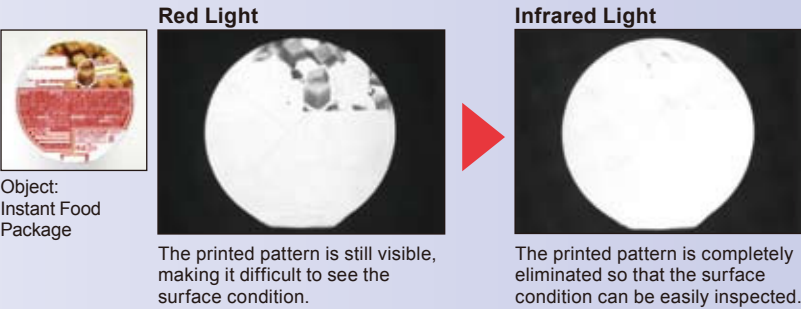 Red Light
Infrared Light
Object:
Instant Food
Package
The printed pattern is still visible,
making it difficult to see the
surface condition.
The printed pattern is completely
eliminated so that the surface
condition can be easily inspected.